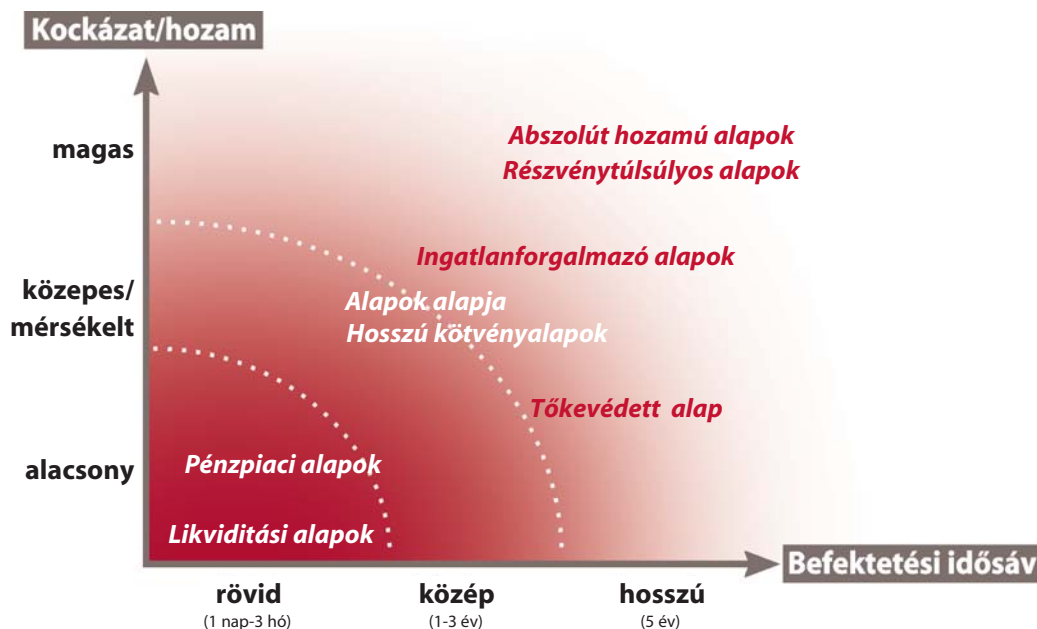 Kockázat/hozam
magas
Abszolút hozamú alapok
Részvénytúlsúlyos alapok
Ingatlanforgalmazó alapok
közepes/
mérsékelt
Alapok alapja
Hosszú kötvényalapok
Tőkevédett alap
alacsony
Pénzpiaci alapok
Likviditási alapok
Befektetési idősáv
rövid
(1 nap-3 hó)
közép
(1-3 év)
hosszú
(5 év)